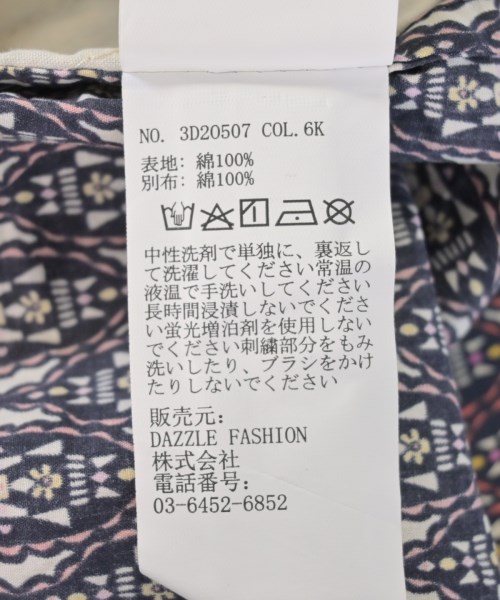 NO. 3D20507 COL.6K
表地: 綿100%
別布: 綿100%
中性洗剤で単独に、裏返し
て洗濯してください常温の
液温で手洗いしてください
長時間浸漬しないでくださ
い蛍光増泊剤を使用しない
でください刺繍部分をもみ
洗いしたり、ブラシをかけ
たりしないでください
販売元:
DAZZLE FASHION
株式会社
電話番号:
03-6452-6852